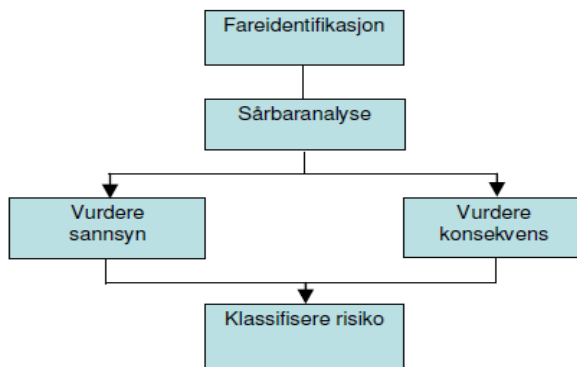 Fareidentifikasjon
Sårbaranalyse
Vurdere
sannsyn
Vurdere
konsekvens
Klassifisere risiko